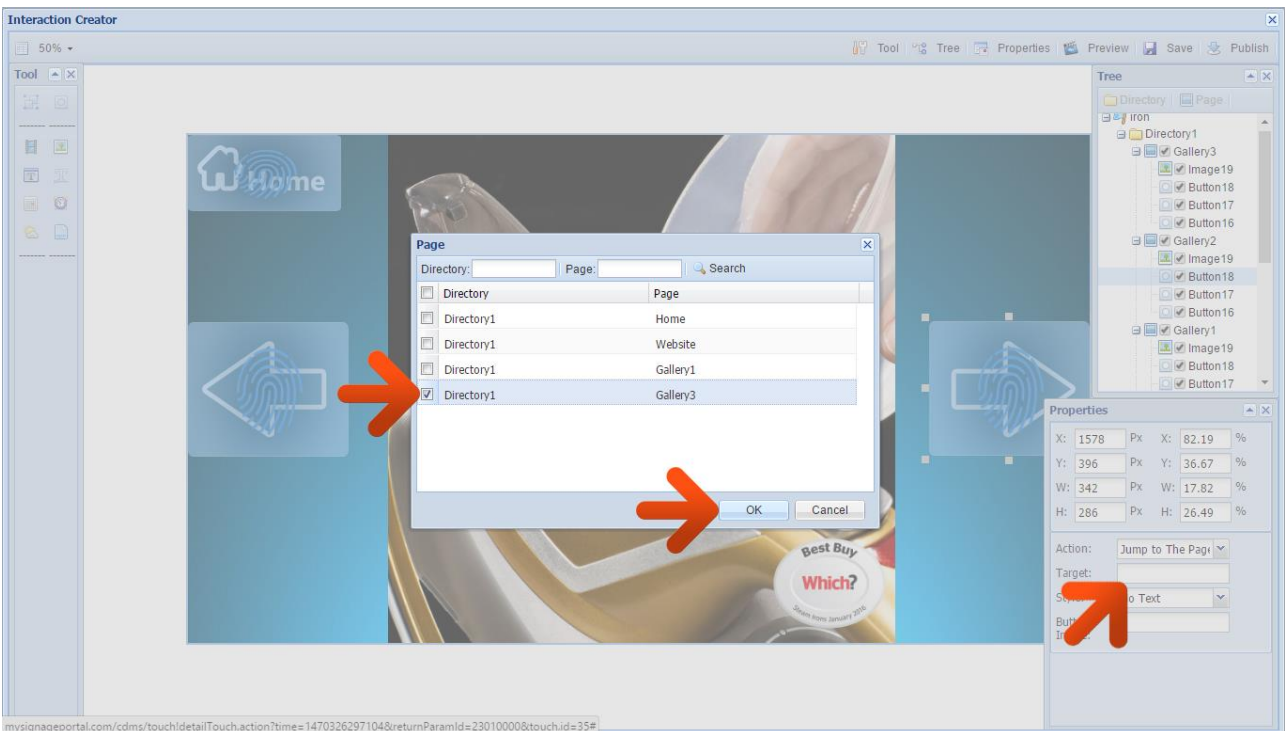 Interaction Creator
50%
Tool Tree Properties Preview Save Publish
Tool
Tree
Directory Page
iron
Directory1
Gallery3
Image19
Button18
Button17
Button16
Gallery2
Image19
Button18
Button17
Button16
Gallery1
Image19
Button18
Button17
Home
Page
Directory: Page: Search
Directory Page
Directory1 Home
Directory1 Website
Directory1 Gallery1
Directory1 Gallery3
OK Cancel
Best Buy
Which?
Steam Irons January 2016
Properties
X: 1578 Px X: 82.19 %
Y: 396 Px Y: 36.67 %
W: 342 Px W: 17.82 %
H: 286 Px H: 26.49 %
Action: Jump to The Page
Target:
o Text
mysignageportal.com/cdms/touch!detailTouch.action?time=1470326297104&returnParamId=23010000&touch.id=35#